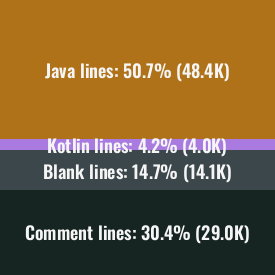 Java lines: 50.7% (48.4K)
Kotlin lines: 4.2% (4.0K)
Blank lines: 14.7% (14.1K)
Comment lines: 30.4% (29.0K)